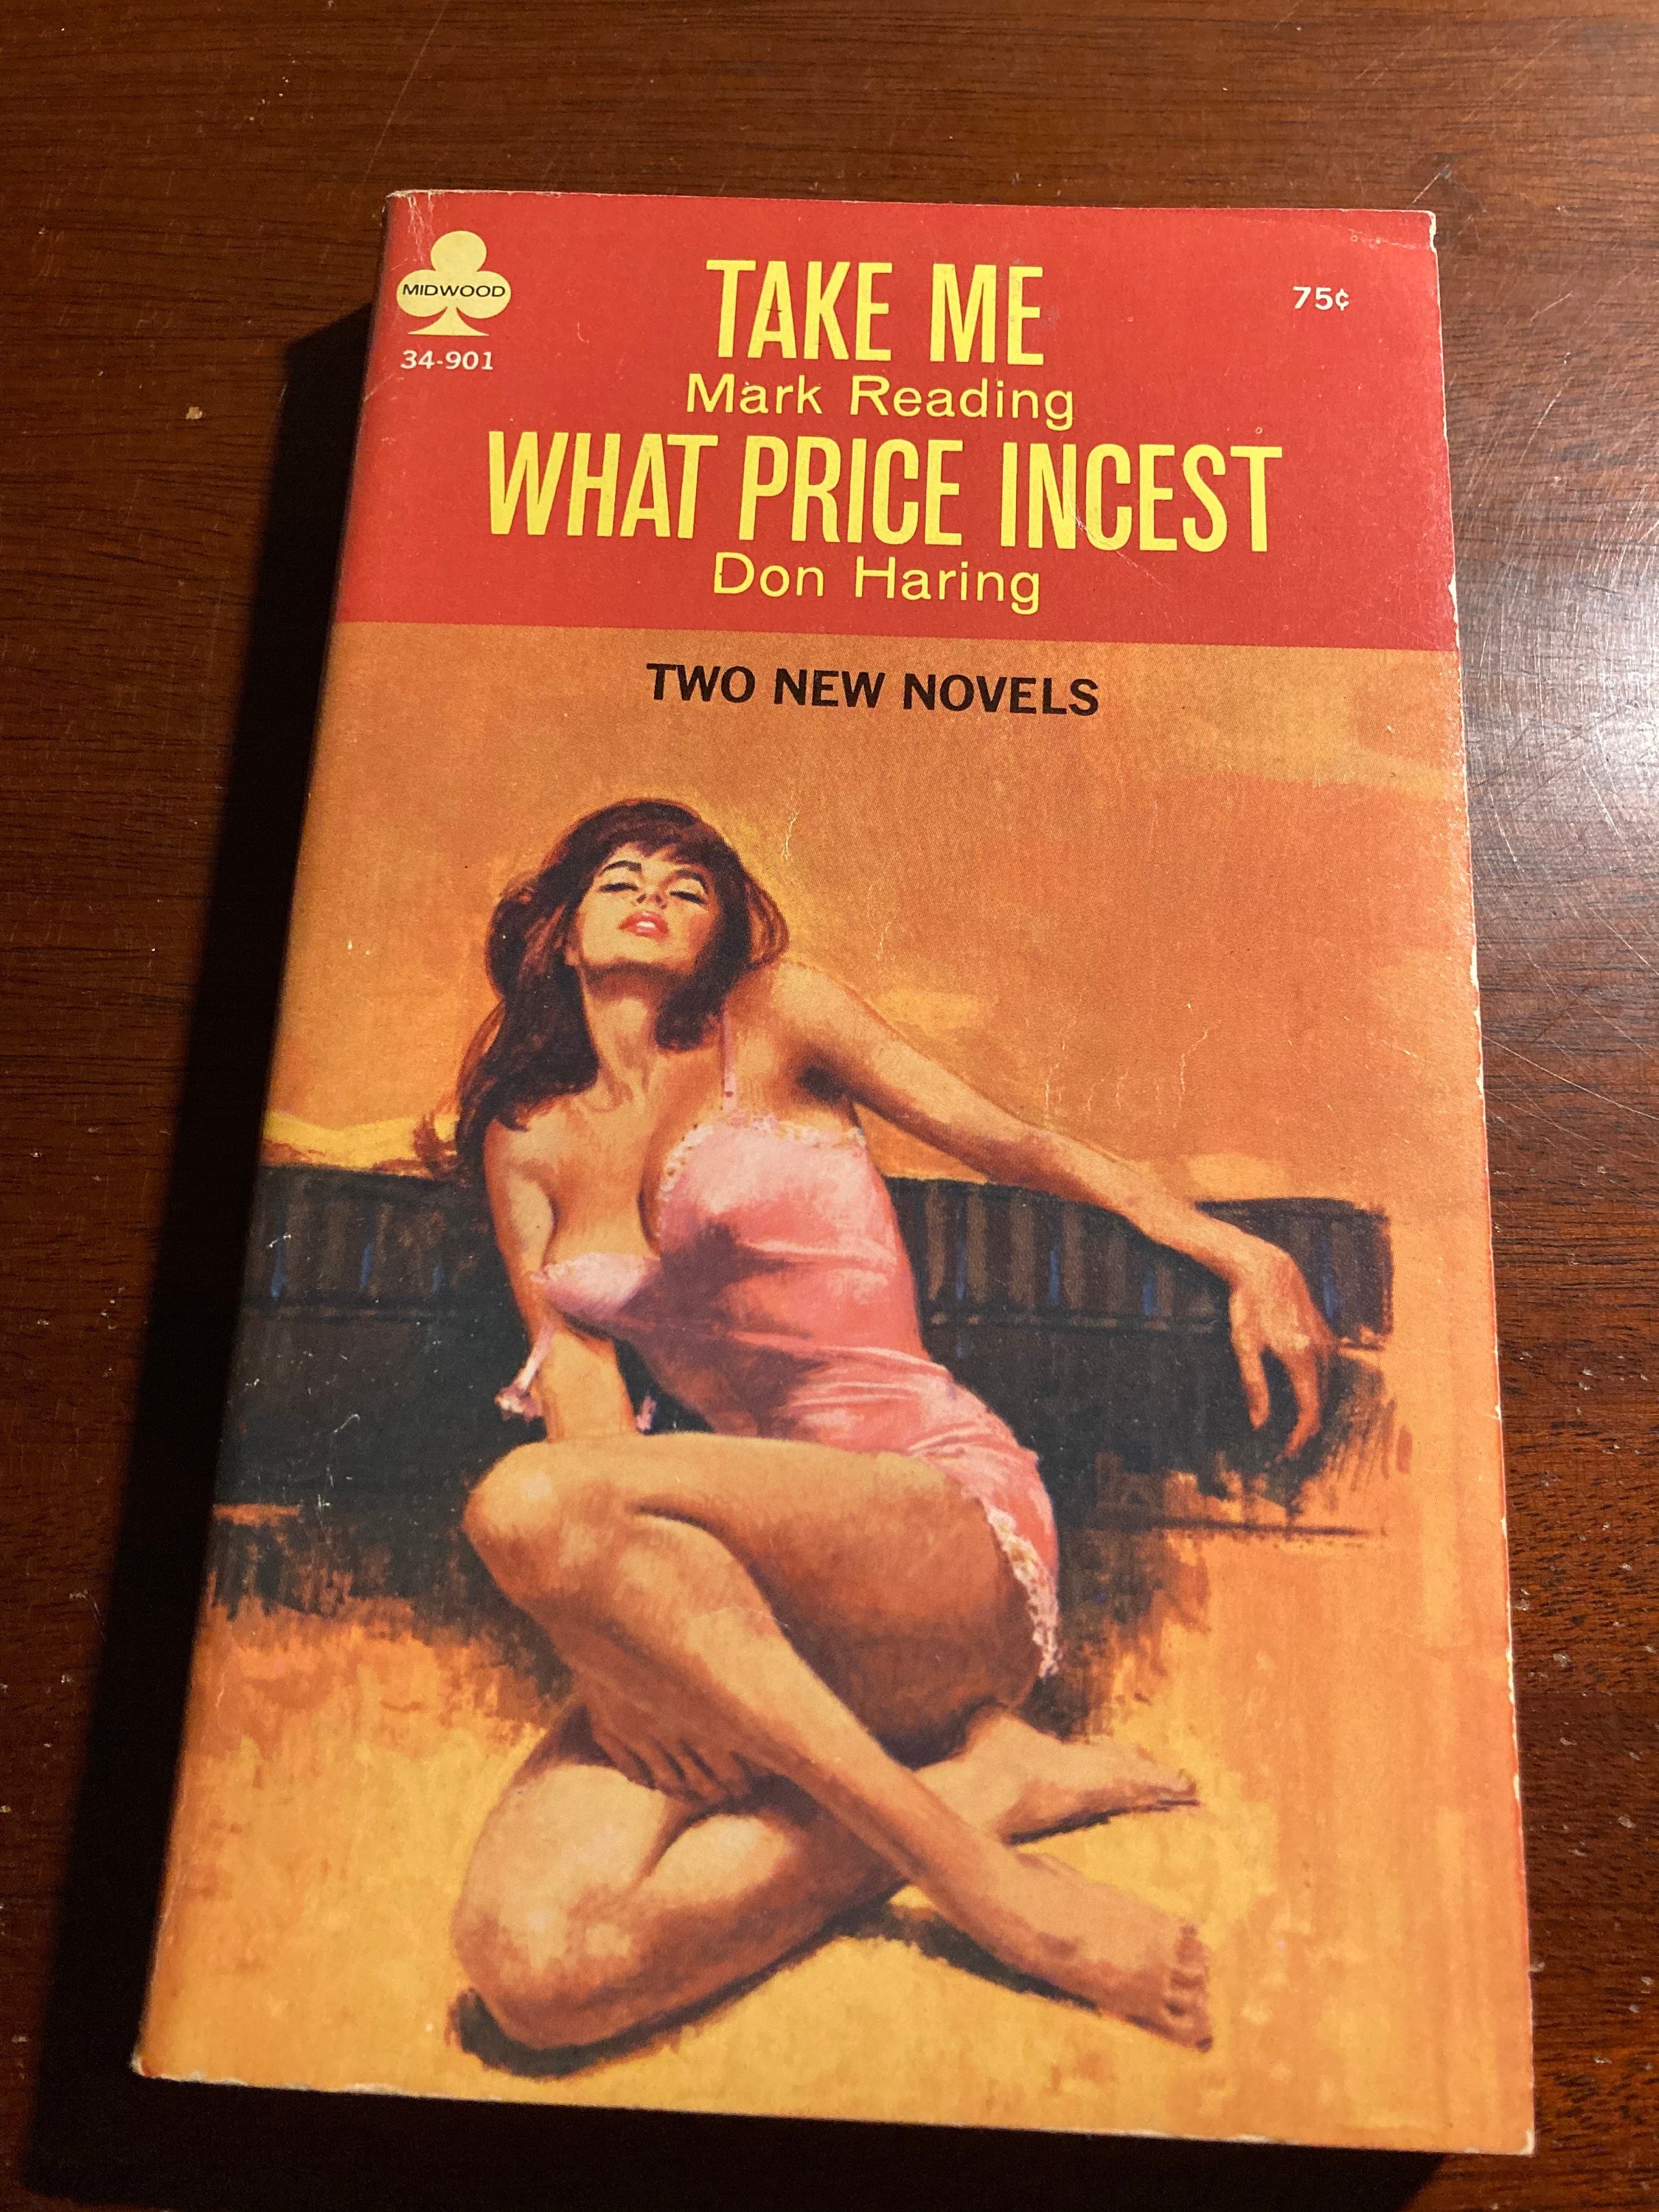 MIDWOOD
34-901
75¢
TAKE ME
Mark Reading
WHAT PRICE INCEST
Don Haring
TWO NEW NOVELS